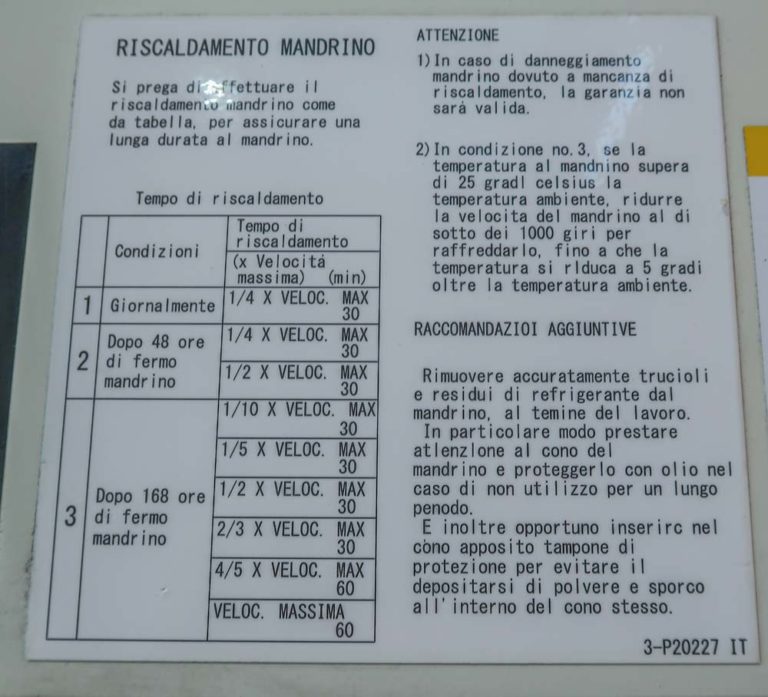 RISCALDAMENTO MANDRINO
Si prega di effettuare il
riscaldamento mandrino come
da tabella, per assicurare una
lunga durata al mandrino.
Tempo di riscaldamento
Condizioni
Tempo di
riscaldamento
(x Velocitá
massima) (min)
1 Giornalmente 1/4 X VELOC. MAX
30
2 Dopo 48 ore
di fermo
mandrino
1/4 X VELOC. MAX
30
1/2 X VELOC. MAX
30
3 Dopo 168 ore
di fermo
mandrino
1/10 X VELOC. MAX
30
1/5 X VELOC. MAX
30
1/2 X VELOC. MAX
30
2/3 X VELOC. MAX
30
4/5 X VELOC. MAX
60
VELOC. MASSIMA
60
ATTENZIONE
1)In caso di danneggiamento
mandrino dovuto a mancanza di
riscaldamento, la garanzia non
sará valida.
2)In condizione no.3, se la
temperatura al mandnino supera
di 25 gradl celsius la
temperatura ambiente, ridurre
la velocita del mandrino al di
sotto dei 1000 giri per
raffreddarlo, fino a che la
temperatura si rlduca a 5 gradi
oltre la temperatura ambiente.
RACCOMANDAZIOI AGGIUNTIVE
Rimuovere accuratamente trucioli
e residui di refrigerante dal
mandrino, al temine del lavoro.
In particolare modo prestare
atlenzlone al cono del
mandrino e proteggerlo con olio nel
caso di non utilizzo per un lungo
penodo.
E inoltre opportuno inserirc nel
cono apposito tampone di
protezione per evitare il
depositarsi di polvere e sporco
all'interno del cono stesso.
3-P20227 IT